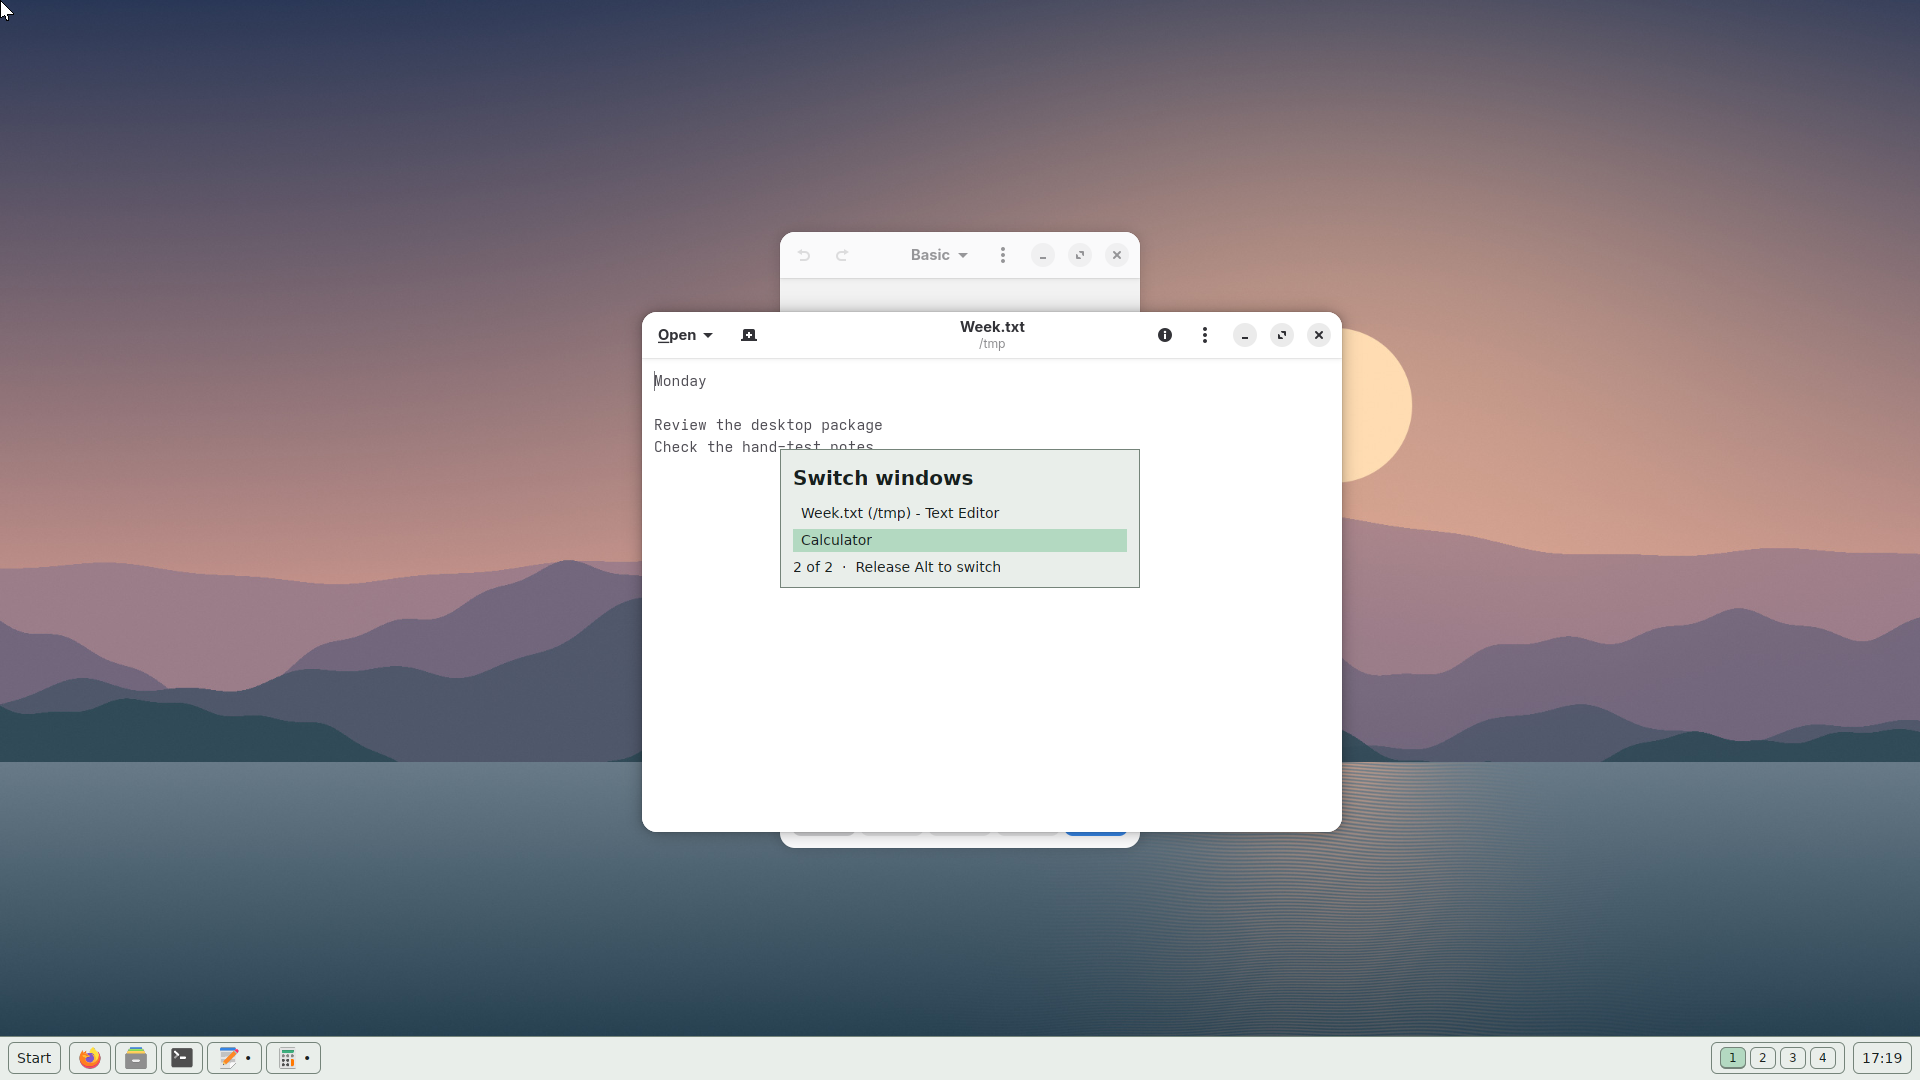 Basic
Open
Week.txt
/tmp
Monday
Review the desktop package
Check the hand-test notes
Switch windows
Week.txt (/tmp) - Text Editor
Calculator
2 of 2 · Release Alt to switch
Start
1 2 3 4
17:19